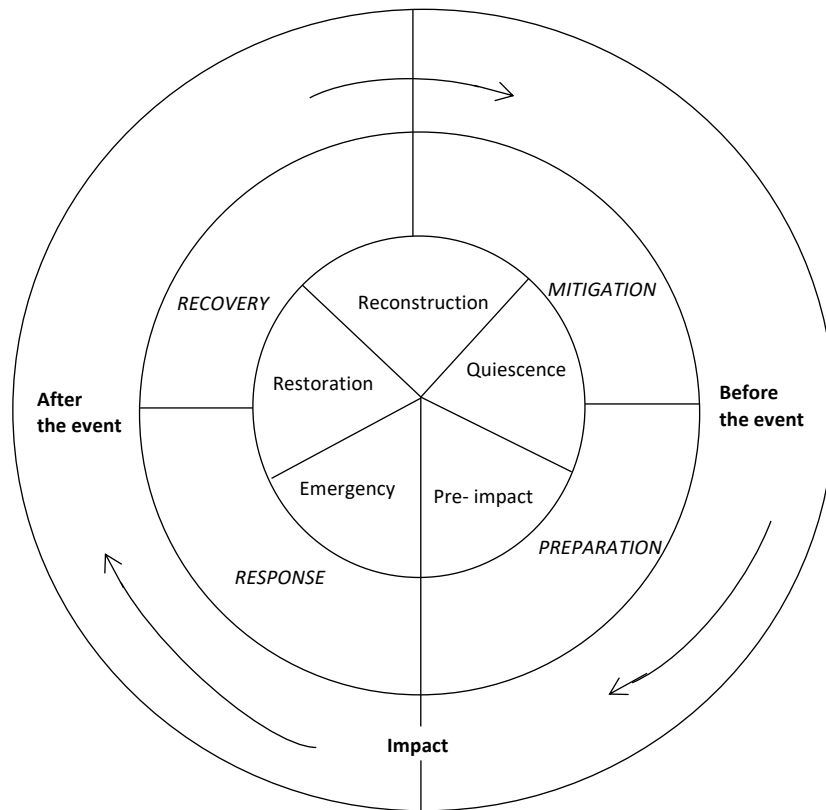 RECOVERY
MITIGATION
Reconstruction
Restoration
Quiescence
After
the event
Before
the event
Emergency
Pre- impact
RESPONSE
PREPARATION
Impact